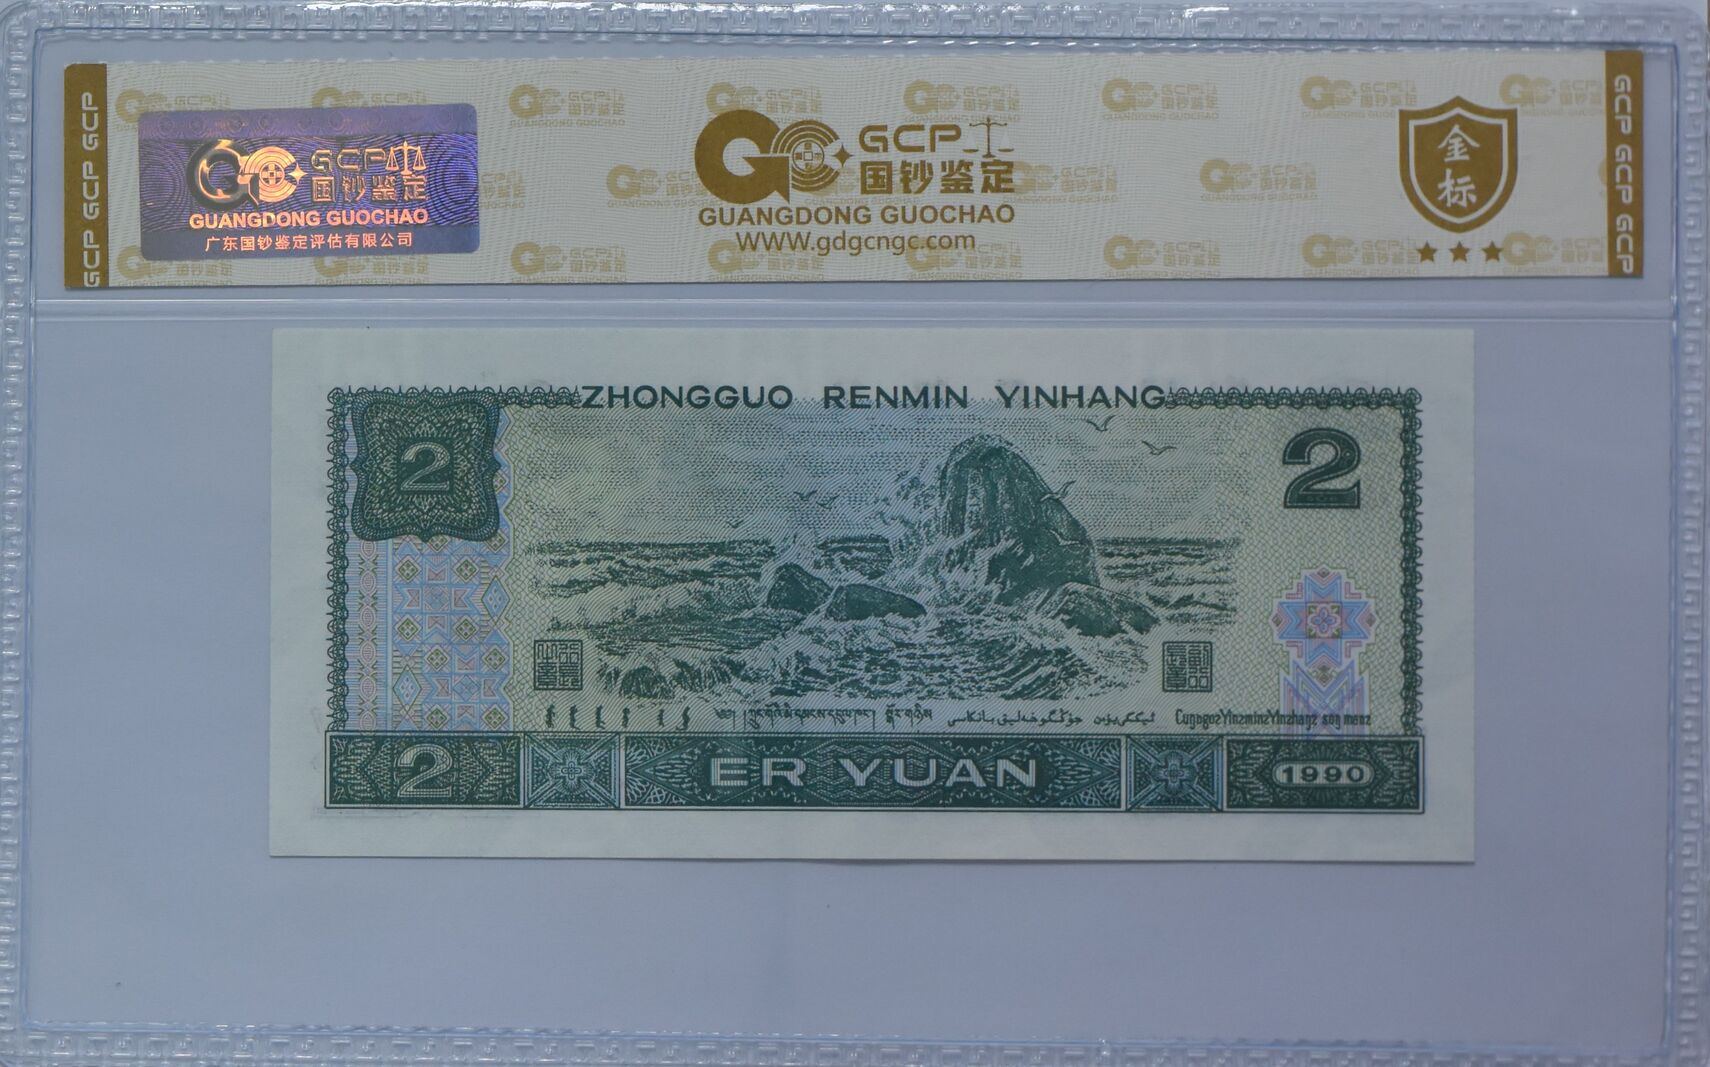 GCP GCP GCP
GCP
国钞鉴定
GUANGDONG GUOCHAO
广东国钞鉴定评估有限公司
GCP
国钞鉴定
GUANGDONG GUOCHAO
WWW.gdgcngc.com
金标
GCP GCP GCP
ZHONGGUO RENMIN YINHANG
2
2
2
ER YUAN
1990